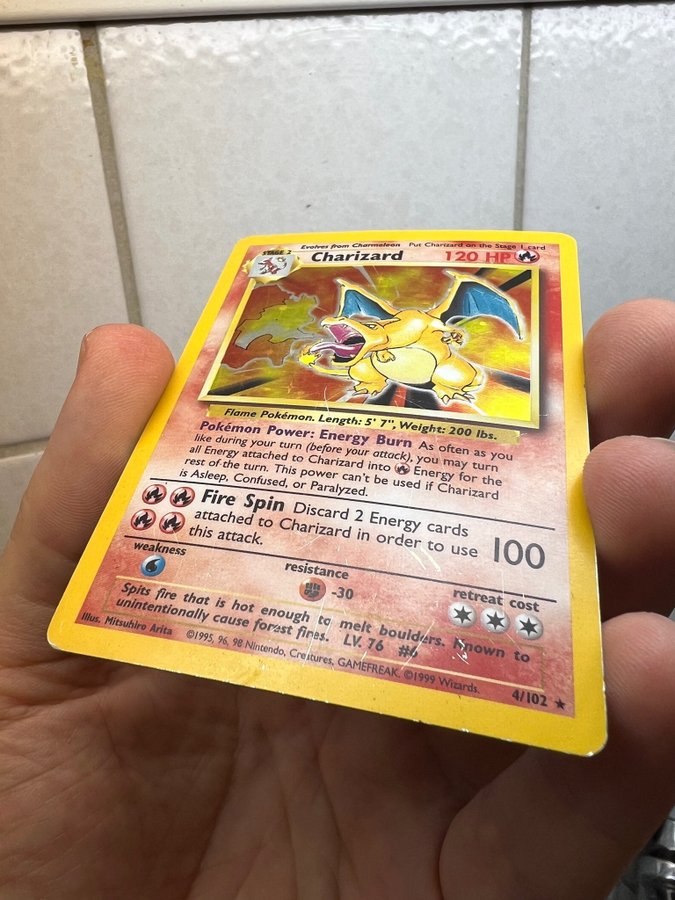 Evolves from Charmeleon Put Charizard on the Stage 1 card
STAGE 2
Charizard 120 HP
Flame Pokémon. Length: 5' 7", Weight: 200 lbs.
Pokémon Power: Energy Burn As often as you
like during your turn (before your attack), you may turn
all Energy attached to Charizard into Energy for the
rest of the turn. This power can't be used if Charizard
is Asleep, Confused, or Paralyzed.
Fire Spin Discard 2 Energy cards
attached to Charizard in order to use
this attack.
100
weakness
resistance
-30
retreat cost
Spits fire that is hot enough to melt boulders. Known to
unintentionally cause forest fires. LV. 76 #6
Illus. Mitsuhiro Arita ©1995, 96, 98 Nintendo, Creatures, GAMEFREAK. ©1999 Wizards.
4/102 ★